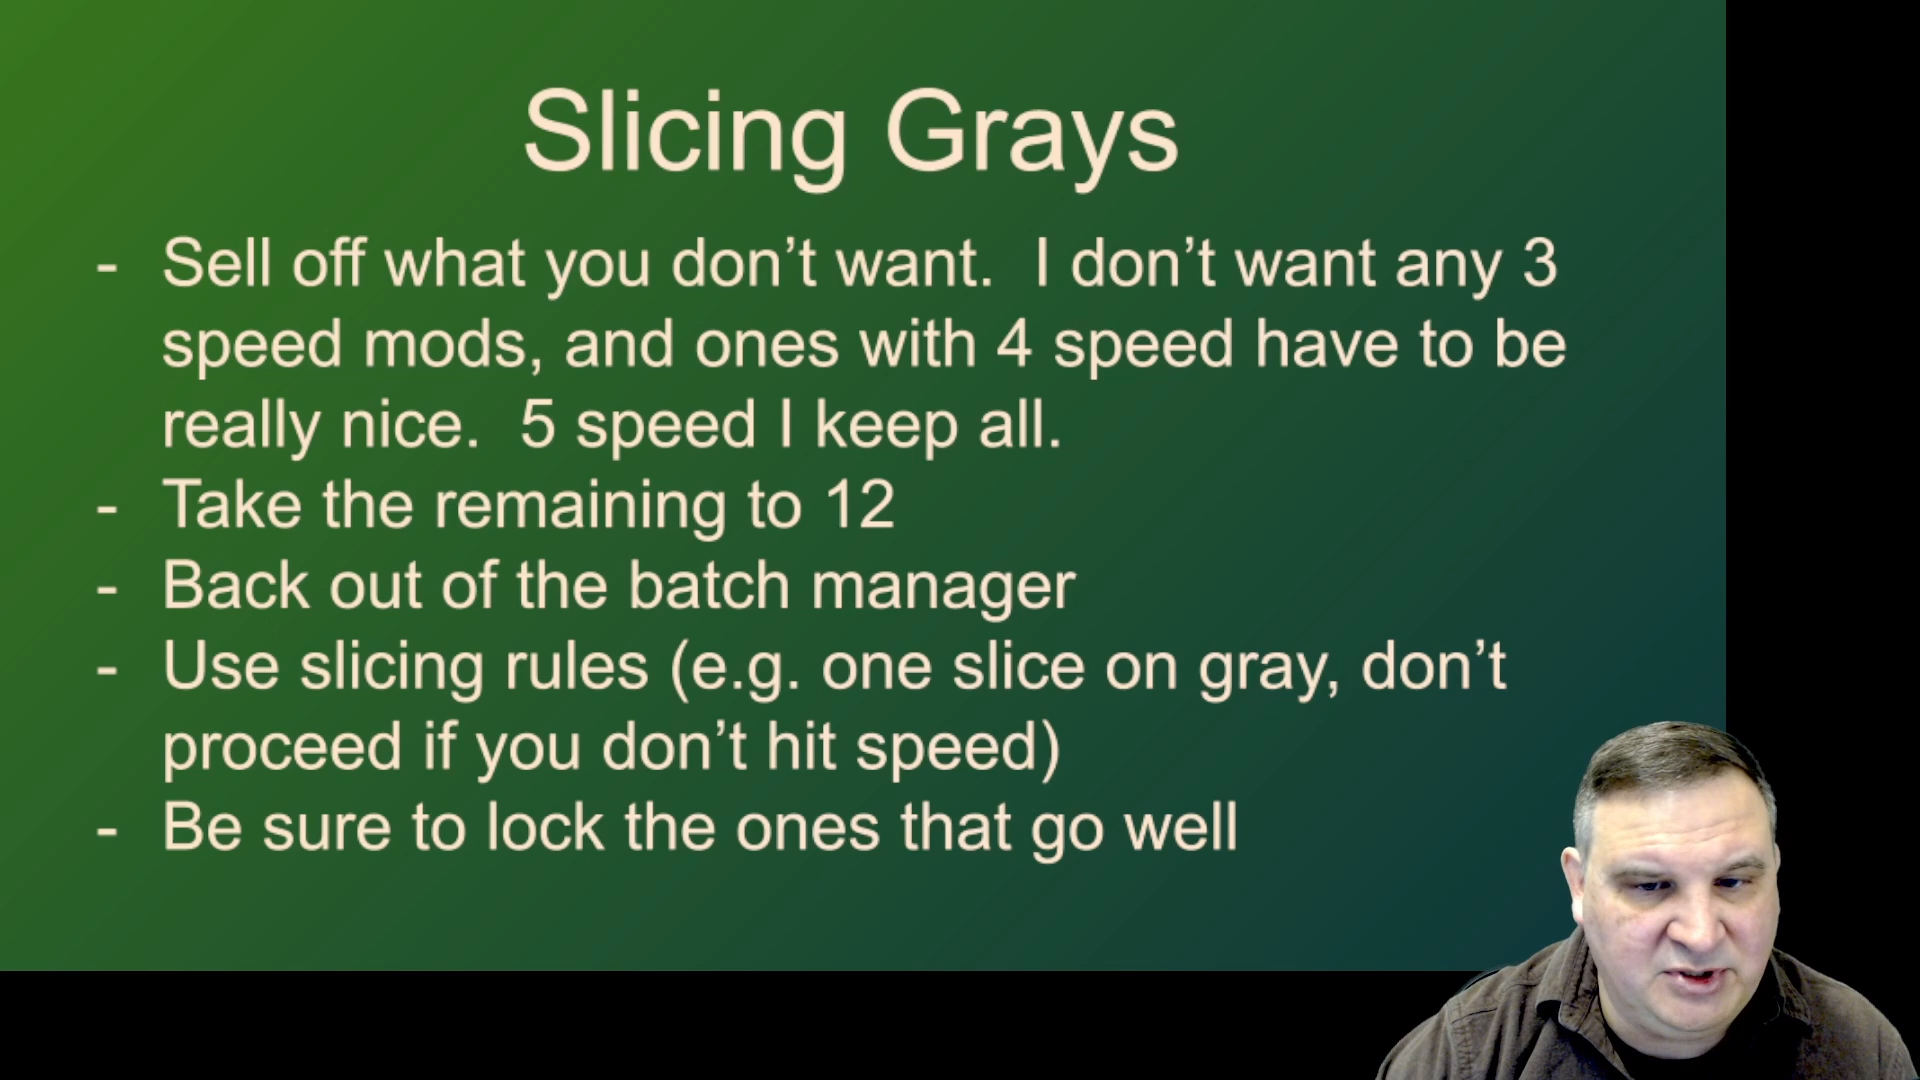 Slicing Grays
- Sell off what you don’t want.  I don’t want any 3
speed mods, and ones with 4 speed have to be
really nice.  5 speed I keep all.
- Take the remaining to 12
- Back out of the batch manager
- Use slicing rules (e.g. one slice on gray, don’t
proceed if you don’t hit speed)
- Be sure to lock the ones that go well